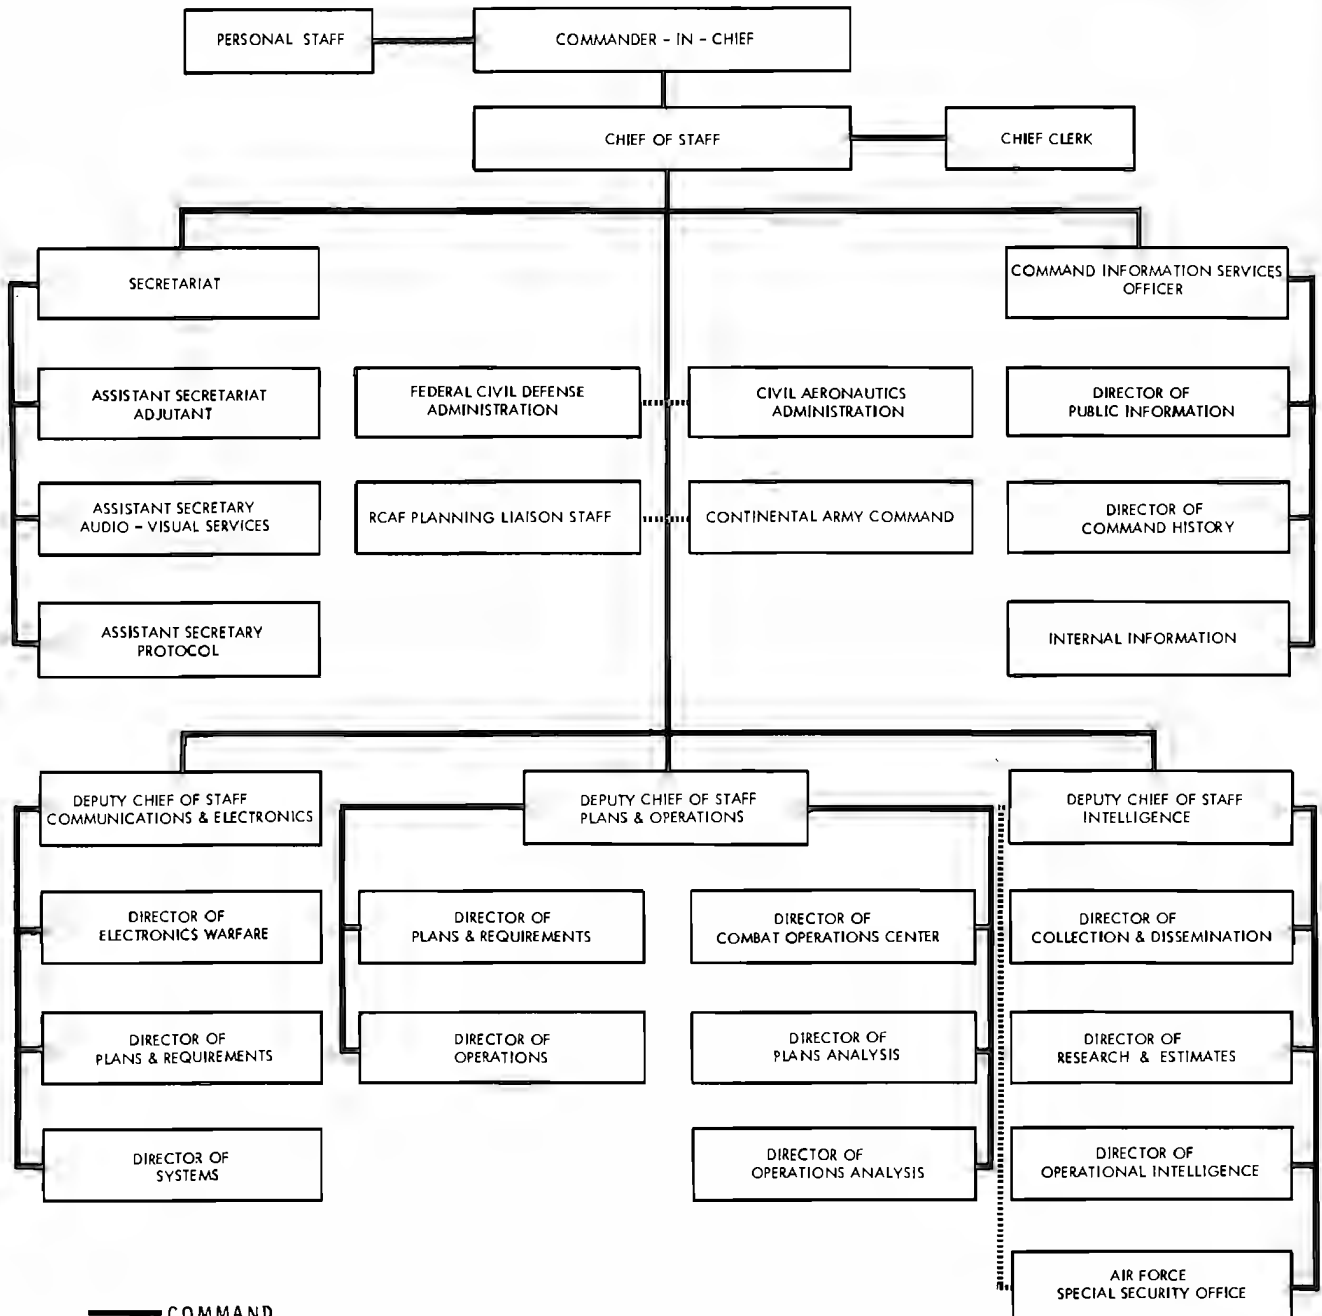 PERSONAL STAFF
COMMANDER - IN - CHIEF
CHIEF OF STAFF
CHIEF CLERK
SECRETARIAT
COMMAND INFORMATION SERVICES
OFFICER
ASSISTANT SECRETARIAT
ADJUTANT
FEDERAL CIVIL DEFENSE
ADMINISTRATION
CIVIL AERONAUTICS
ADMINISTRATION
DIRECTOR OF
PUBLIC INFORMATION
ASSISTANT SECRETARY
AUDIO - VISUAL SERVICES
RCAF PLANNING LIAISON STAFF
CONTINENTAL ARMY COMMAND
DIRECTOR OF
COMMAND HISTORY
ASSISTANT SECRETARY
PROTOCOL
INTERNAL INFORMATION
DEPUTY CHIEF OF STAFF
COMMUNICATIONS & ELECTRONICS
DEPUTY CHIEF OF STAFF
PLANS & OPERATIONS
DEPUTY CHIEF OF STAFF
INTELLIGENCE
DIRECTOR OF
ELECTRONICS WARFARE
DIRECTOR OF
PLANS & REQUIREMENTS
DIRECTOR OF
COMBAT OPERATIONS CENTER
DIRECTOR OF
COLLECTION & DISSEMINATION
DIRECTOR OF
PLANS & REQUIREMENTS
DIRECTOR OF
OPERATIONS
DIRECTOR OF
PLANS ANALYSIS
DIRECTOR OF
RESEARCH & ESTIMATES
DIRECTOR OF
SYSTEMS
DIRECTOR OF
OPERATIONS ANALYSIS
DIRECTOR OF
OPERATIONAL INTELLIGENCE
AIR FORCE
SPECIAL SECURITY OFFICE
COMMAND